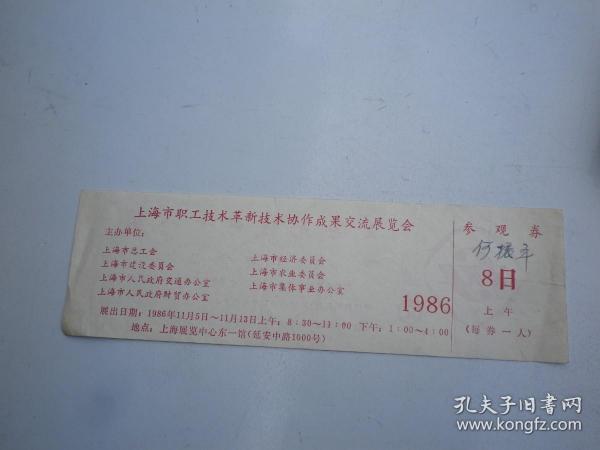 上海市职工技术革新技术协作成果交流展览会
主办单位：
上海市总工会
上海市建设委员会
上海市人民政府交通办公室
上海市人民政府财贸办公室
上海市经济委员会
上海市农业委员会
上海市集体事业办公室
1986
展出日期：1986年11月5日～11月13日上午：8：30～11：00 下午：1：00～4：00
地点：上海展览中心东一馆（延安中路1000号）
参观券
8日
上午
（每券一人）
孔夫子旧书网
www.kongfz.com